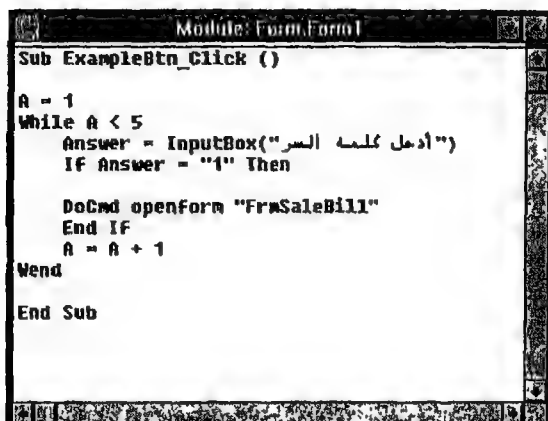 Module: Form.Form1
Sub ExampleBtn_Click ()
A = 1
While A < 5
Answer = InputBox("أدخل كلمة السر")
If Answer = "1" Then
DoCmd openform "FrmSaleBill"
End If
A = A + 1
Wend
End Sub